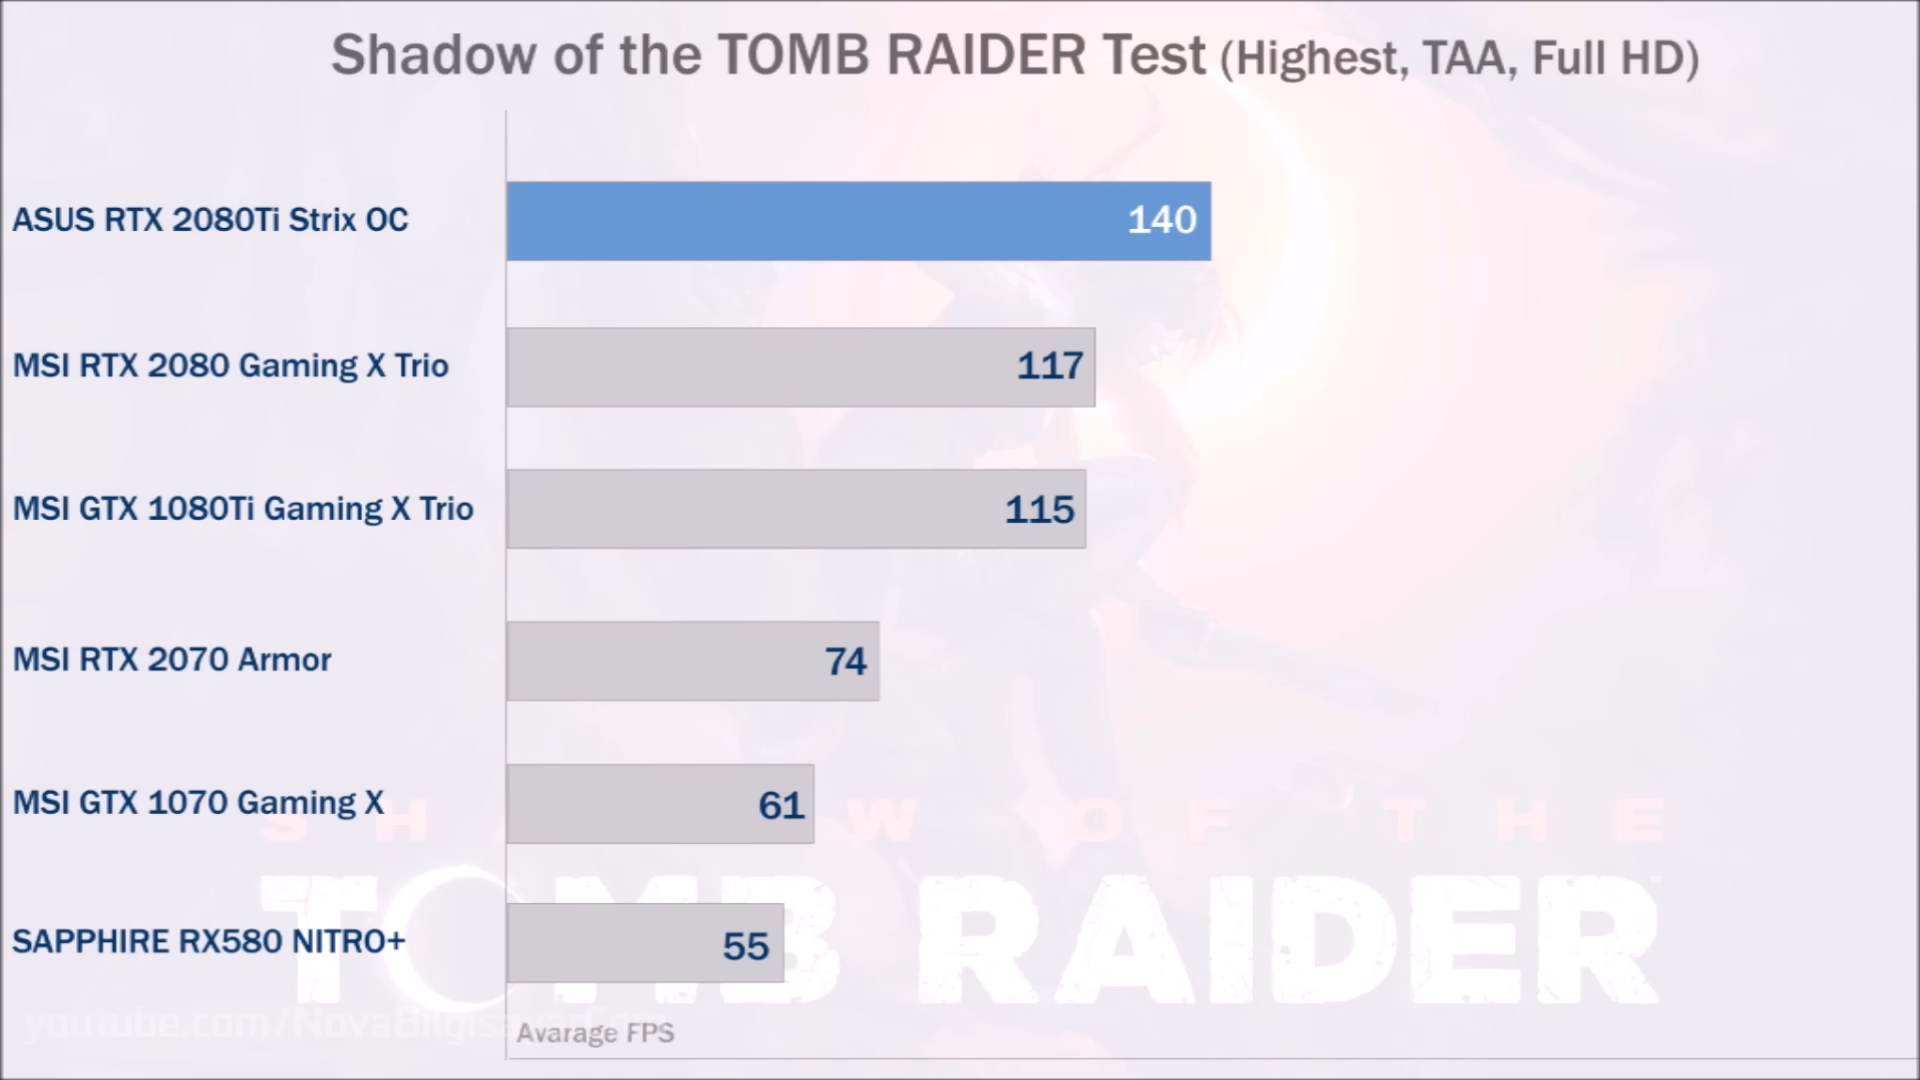 Shadow of the TOMB RAIDER Test (Highest, TAA, Full HD)
ASUS RTX 2080Ti Strix OC 140
MSI RTX 2080 Gaming X Trio 117
MSI GTX 1080Ti Gaming X Trio 115
MSI RTX 2070 Armor 74
MSI GTX 1070 Gaming X 61
SAPPHIRE RX580 NITRO+ 55
OF THE
TOMB RAIDER
Avarage FPS